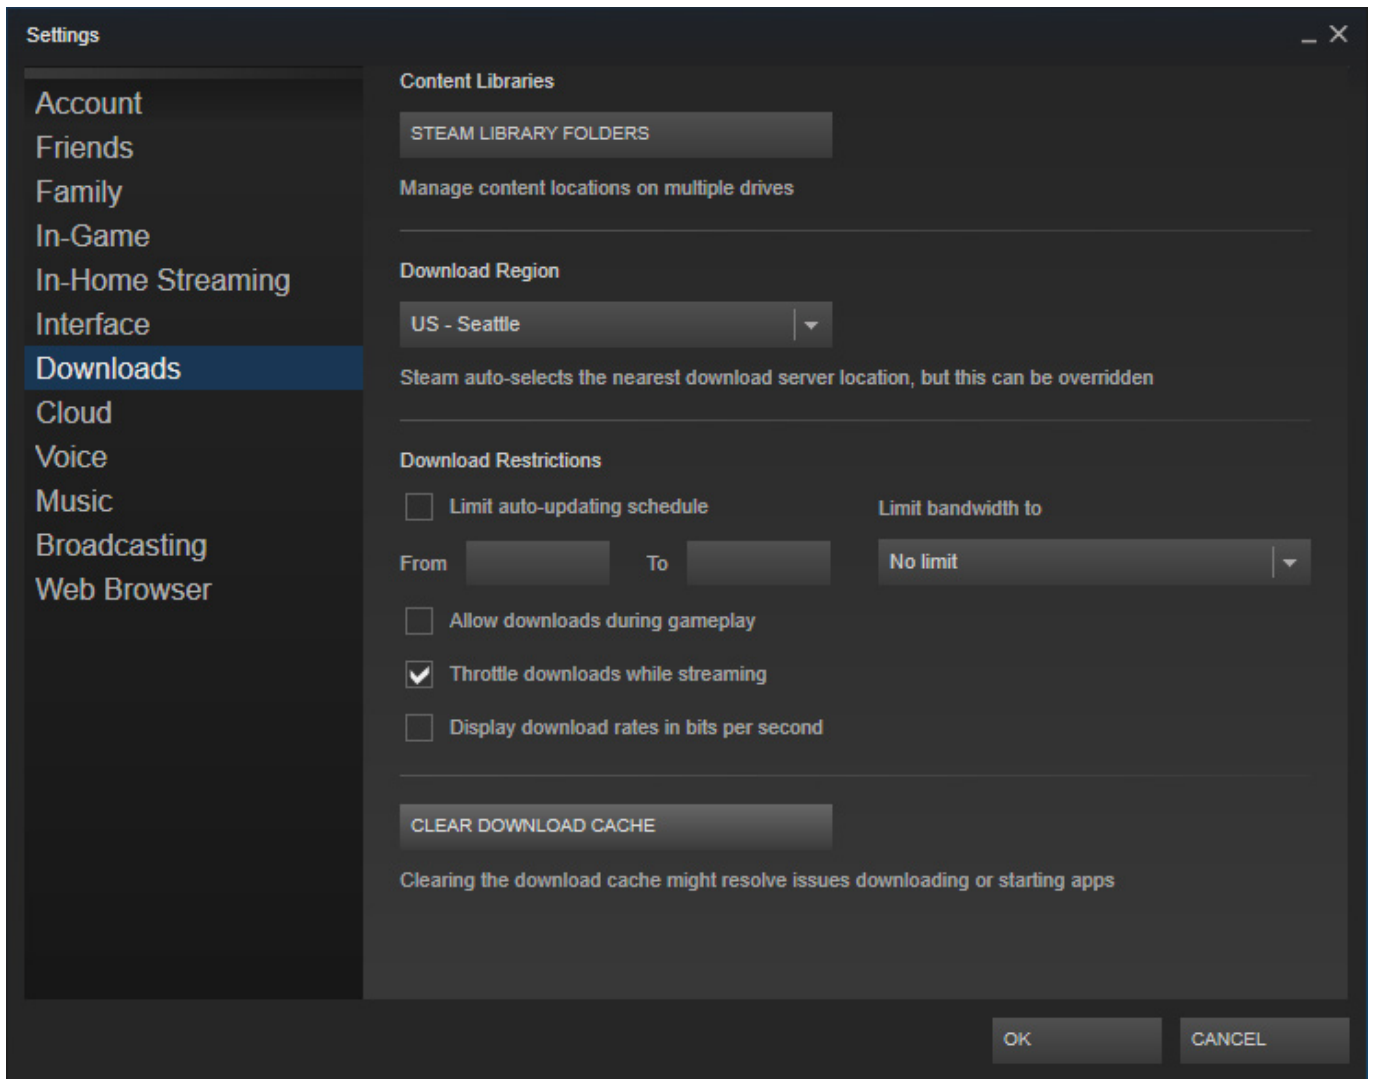 Settings
Account
Friends
Family
In-Game
In-Home Streaming
Interface
Downloads
Cloud
Voice
Music
Broadcasting
Web Browser
Content Libraries
STEAM LIBRARY FOLDERS
Manage content locations on multiple drives
Download Region
US - Seattle
Steam auto-selects the nearest download server location, but this can be overridden
Download Restrictions
Limit auto-updating schedule
Limit bandwidth to
From To
No limit
Allow downloads during gameplay
Throttle downloads while streaming
Display download rates in bits per second
CLEAR DOWNLOAD CACHE
Clearing the download cache might resolve issues downloading or starting apps
OK CANCEL